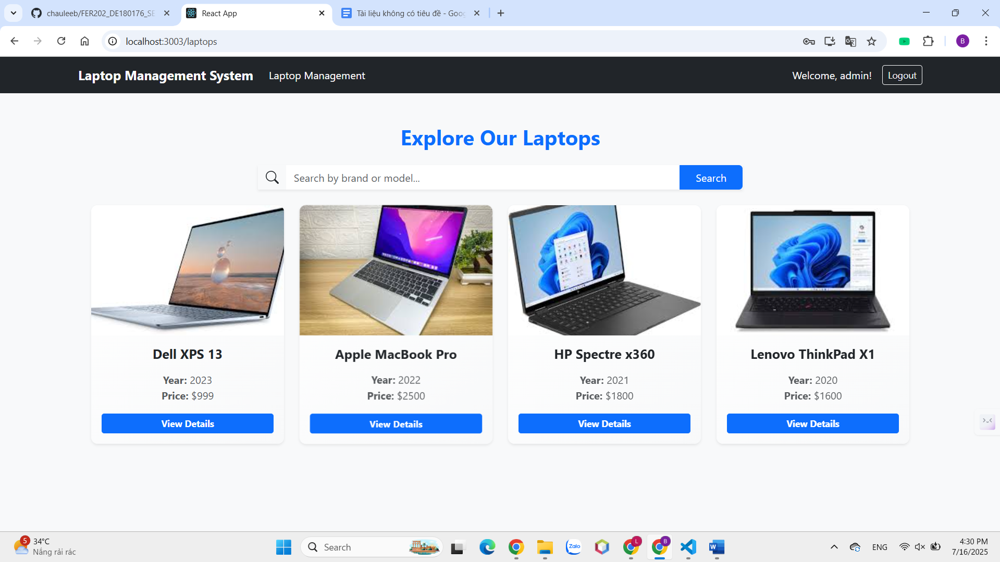 chauleeb/FER202_DE180176_SE
React App
Tài liệu không có tiêu đề - Goog
localhost:3003/laptops
B
Laptop Management System
Laptop Management
Welcome, admin!
Logout
Explore Our Laptops
Search by brand or model...
Search
Dell XPS 13
Year: 2023
Price: $999
View Details
Apple MacBook Pro
Year: 2022
Price: $2500
View Details
HP Spectre x360
Year: 2021
Price: $1800
View Details
Lenovo ThinkPad X1
Year: 2020
Price: $1600
View Details
5
34°C
Nắng rải rác
Search
Zalo
L
B
W
ENG
4:30 PM
7/16/2025